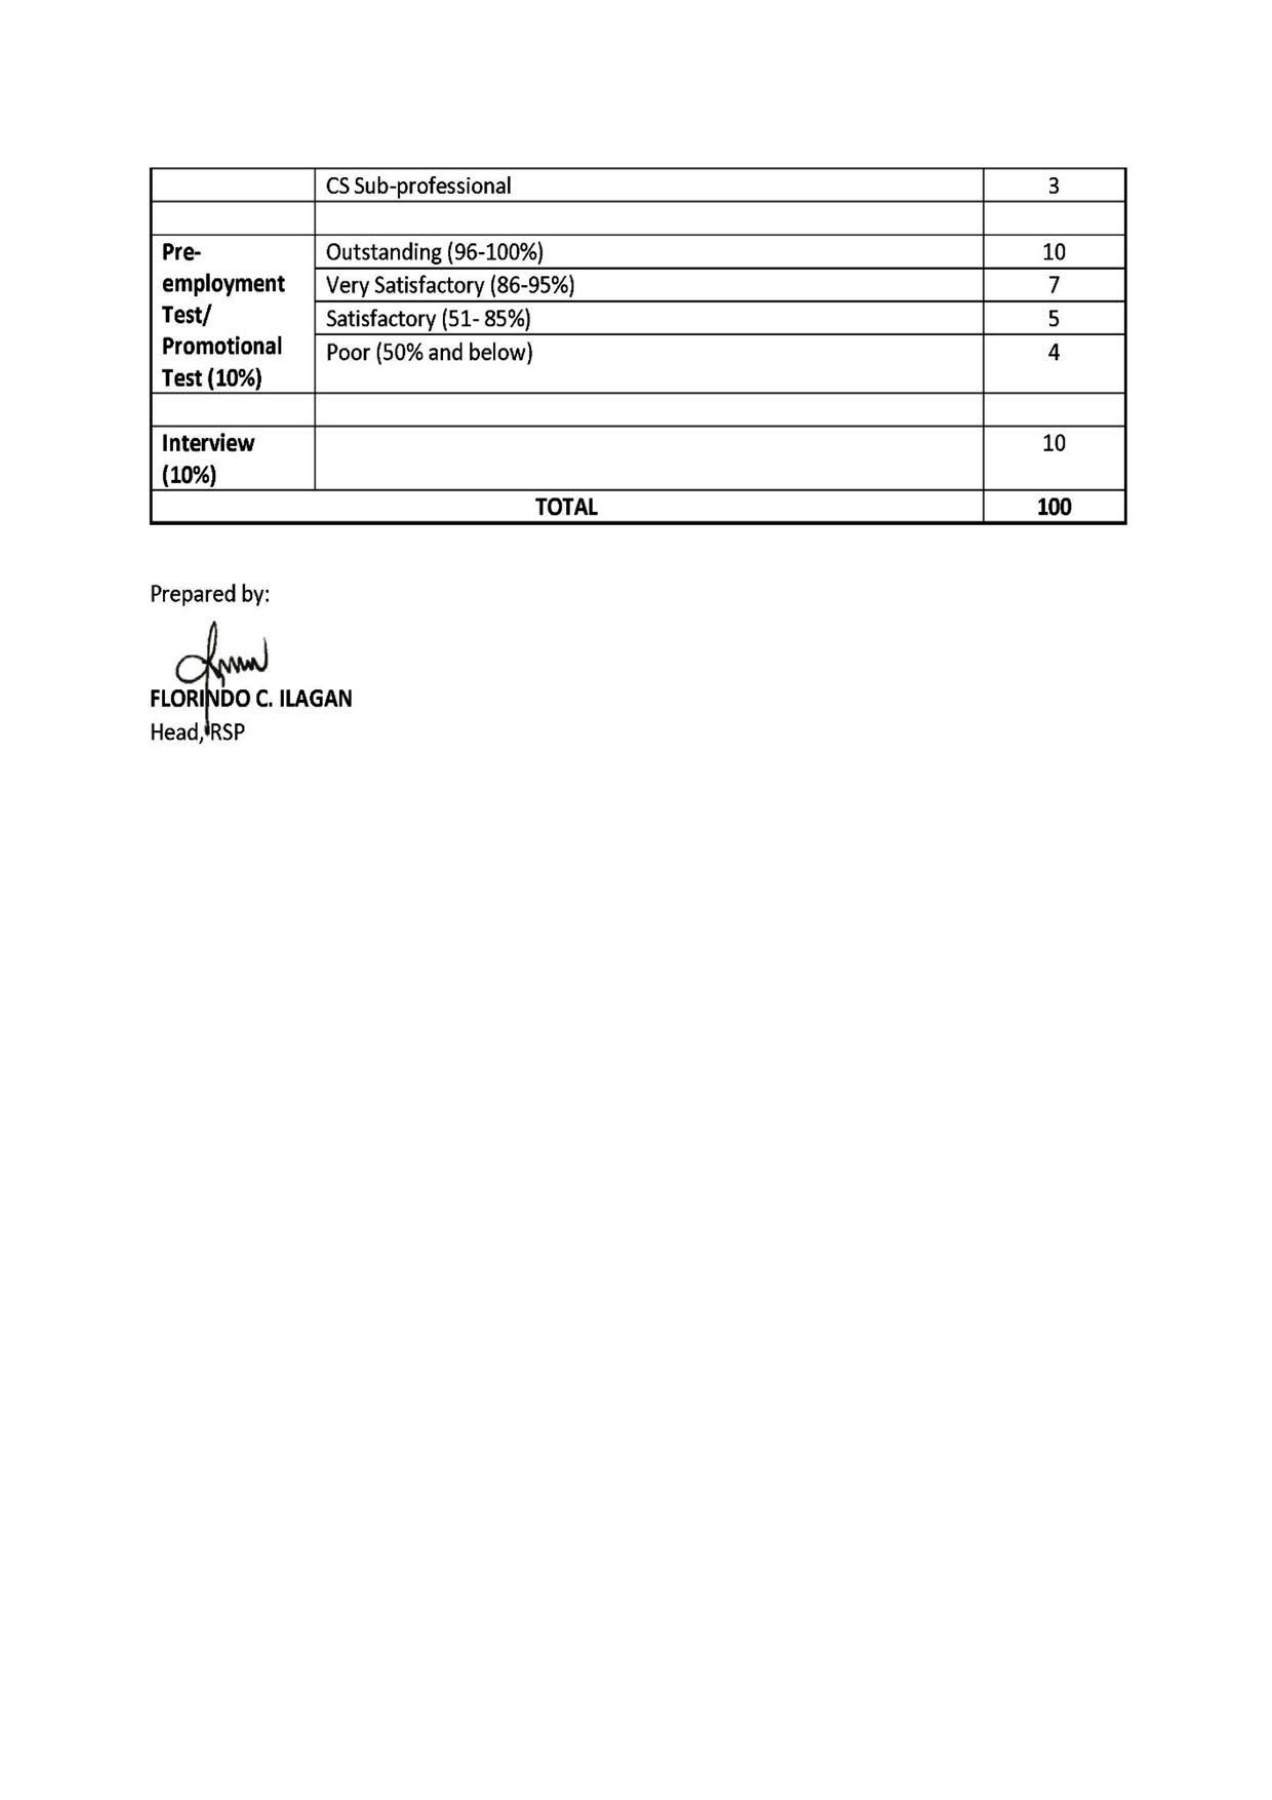 CS Sub-professional 3
Pre- Outstanding (96-100%) 10
employment Very Satisfactory (86-95%) 7
Test/ Satisfactory (51- 85%) 5
Promotional Poor (50% and below) 4
Test (10%)
Interview 10
(10%)
TOTAL 100
Prepared by:
FLORINDO C. ILAGAN
Head, RSP